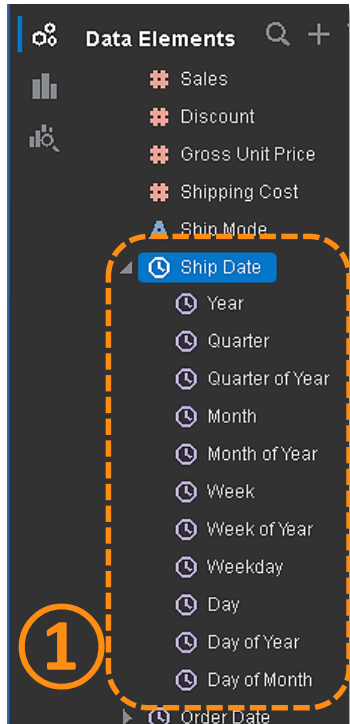 Data Elements
Sales
Discount
Gross Unit Price
Shipping Cost
Ship Mode
Ship Date
Year
Quarter
Quarter of Year
Month
Month of Year
Week
Week of Year
Weekday
Day
Day of Year
Day of Month
1
Order Date